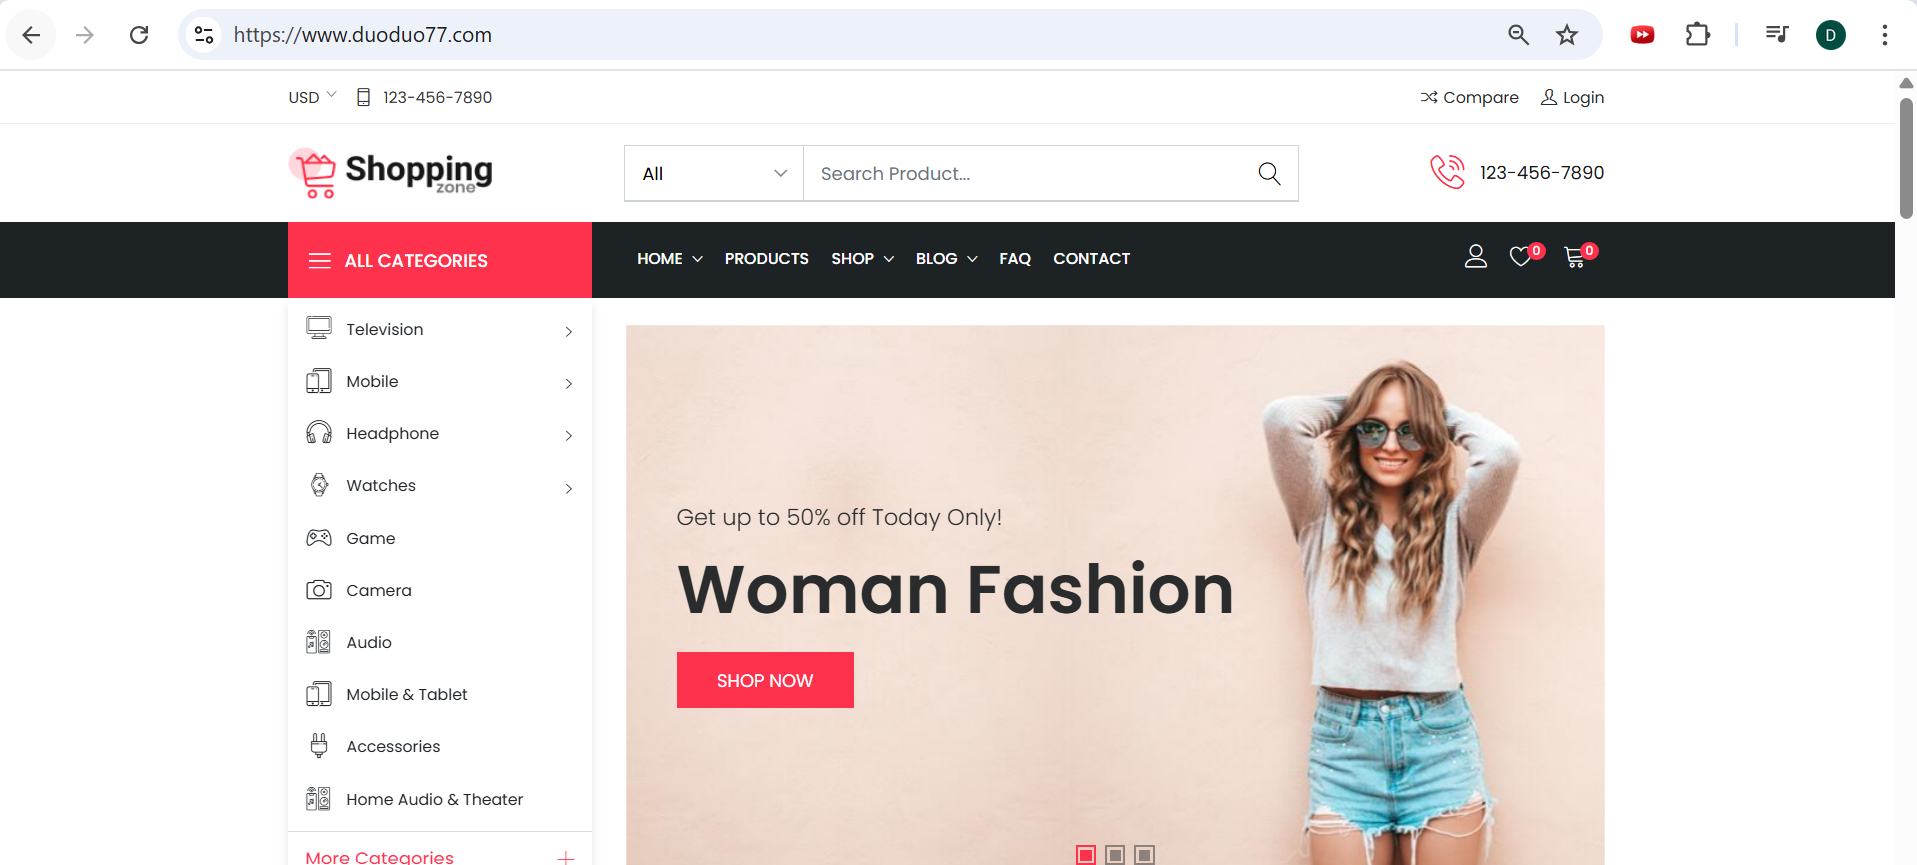 https://www.duoduo77.com
D
USD
123-456-7890
Compare
Login
Shopping
zone
All
Search Product...
123-456-7890
ALL CATEGORIES
HOME
PRODUCTS
SHOP
BLOG
FAQ
CONTACT
0
0
Television
Mobile
Headphone
Watches
Game
Camera
Audio
Mobile & Tablet
Accessories
Home Audio & Theater
More Categories
Get up to 50% off Today Only!
Woman Fashion
SHOP NOW